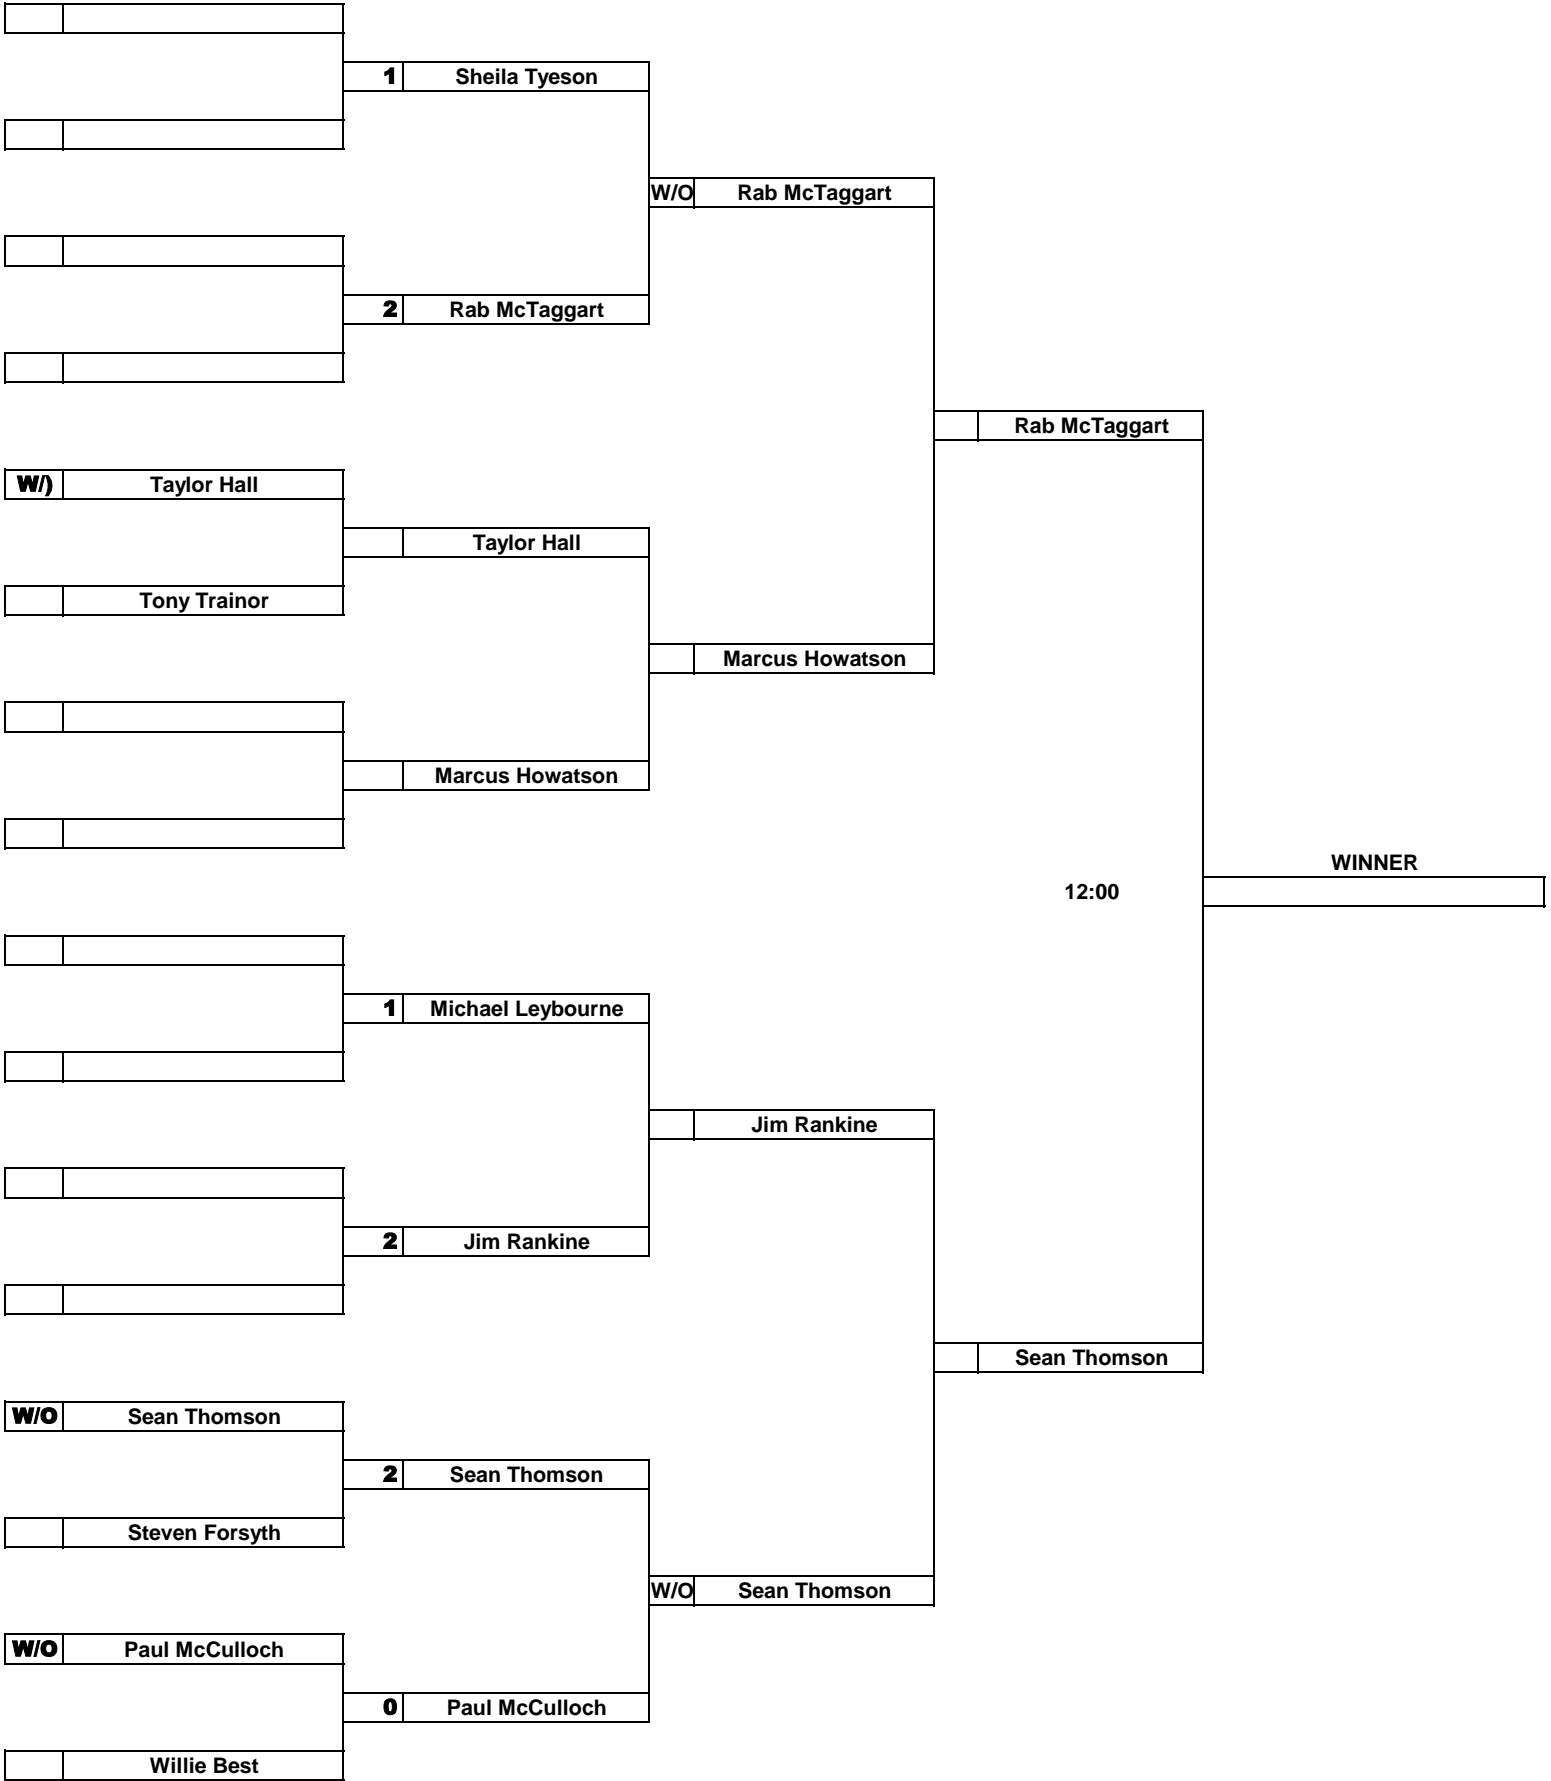 1 Sheila Tyeson
W/O Rab McTaggart
2 Rab McTaggart
Rab McTaggart
W/) Taylor Hall
Taylor Hall
Tony Trainor
Marcus Howatson
Marcus Howatson
WINNER
12:00
1 Michael Leybourne
Jim Rankine
2 Jim Rankine
Sean Thomson
W/O Sean Thomson
2 Sean Thomson
Steven Forsyth
W/O Sean Thomson
W/O Paul McCulloch
0 Paul McCulloch
Willie Best